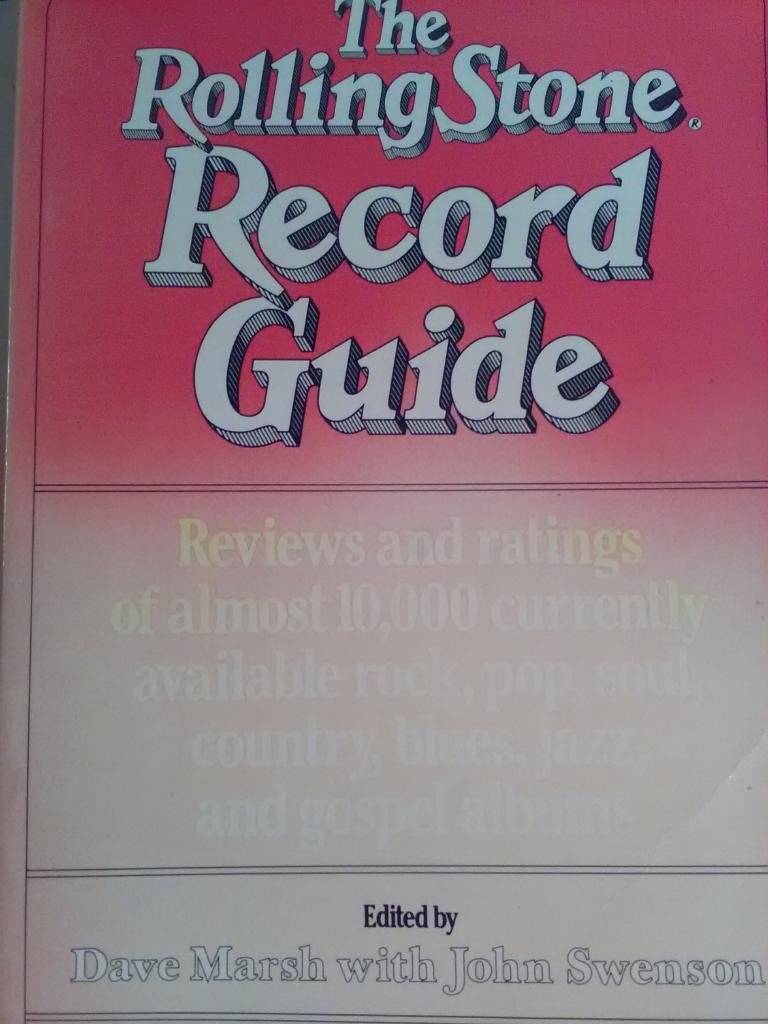 The
Rolling Stone®
Record
Guide
Reviews and ratings
of almost 10,000 currently
available rock, pop, soul,
country, blues, jazz,
and gospel albums
Edited by
Dave Marsh with John Swenson